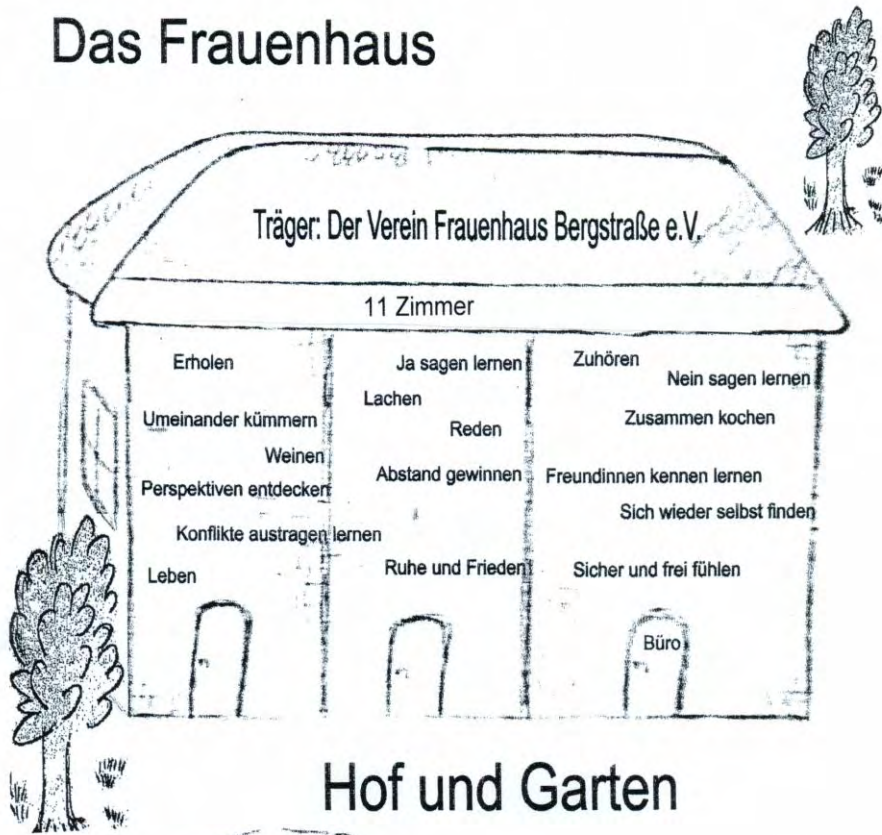 Das Frauenhaus
Träger: Der Verein Frauenhaus Bergstraße e.V.
11 Zimmer
Erholen
Umeinander kümmern
Weinen
Perspektiven entdecken
Konflikte austragen lernen
Leben
Ja sagen lernen
Lachen
Reden
Abstand gewinnen
Ruhe und Frieden
Zuhören
Nein sagen lernen
Zusammen kochen
Freundinnen kennen lernen
Sich wieder selbst finden
Sicher und frei fühlen
Büro
Hof und Garten